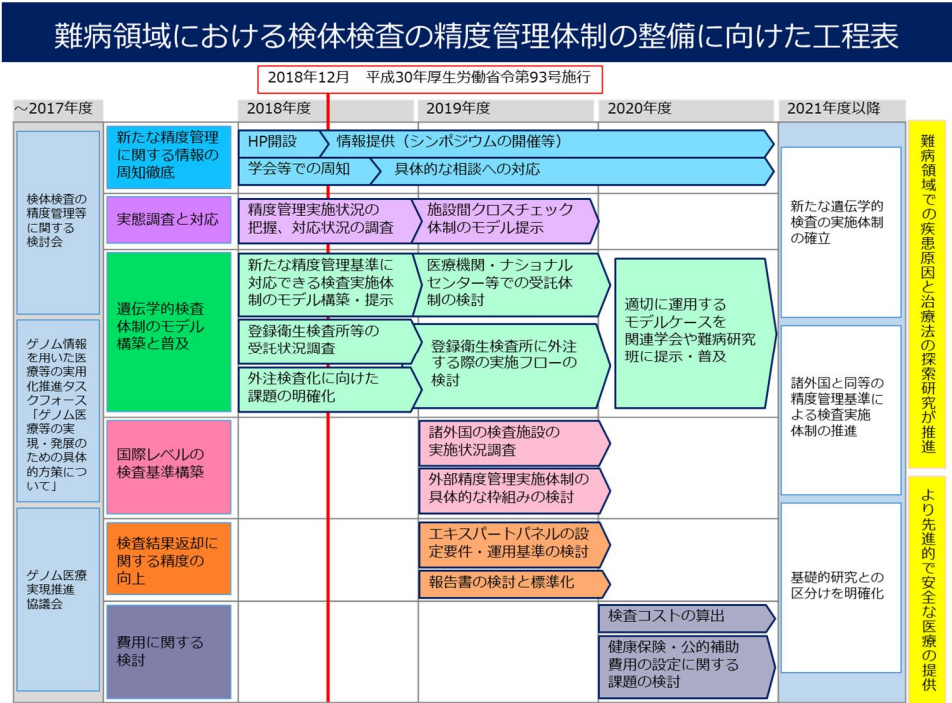 難病領域における検体検査の精度管理体制の整備に向けた工程表
2018年12月　平成30年厚生労働省令第93号施行
～2017年度
2018年度
2019年度
2020年度
2021年度以降
検体検査の
精度管理等
に関する
検討会
ゲノム情報
を用いた医
療等の実用
化推進タス
クフォース
「ゲノム医
療等の実
現・発展の
ための具体
的方策につ
いて」
ゲノム医療
実現推進
協議会
新たな精度管理
に関する情報の
周知徹底
HP開設
情報提供（シンポジウムの開催等）
学会等での周知
具体的な相談への対応
実態調査と対応
精度管理実施状況の
把握、対応状況の調査
施設間クロスチェック
体制のモデル提示
遺伝学的検査
体制のモデル
構築と普及
新たな精度管理基準に
対応できる検査実施体
制のモデル構築・提示
医療機関・ナショナル
センター等での受託体
制の検討
登録衛生検査所等の
受託状況調査
外注検査化に向けた
課題の明確化
登録衛生検査所に外注
する際の実施フローの
検討
適切に運用する
モデルケースを
関連学会や難病研究
班に提示・普及
国際レベルの
検査基準構築
諸外国の検査施設の
実施状況調査
外部精度管理実施体制の
具体的な枠組みの検討
検査結果返却に
関する精度の
向上
エキスパートパネルの設
定要件・運用基準の検討
報告書の検討と標準化
費用に関する
検討
検査コストの算出
健康保険・公的補助
費用の設定に関する
課題の検討
新たな遺伝学的
検査の実施体制
の確立
諸外国と同等の
精度管理基準に
よる検査実施
体制の推進
基礎的研究との
区分けを明確化
難病領域での疾患原因と治療法の探索研究が推進
より先進的で安全な医療の提供